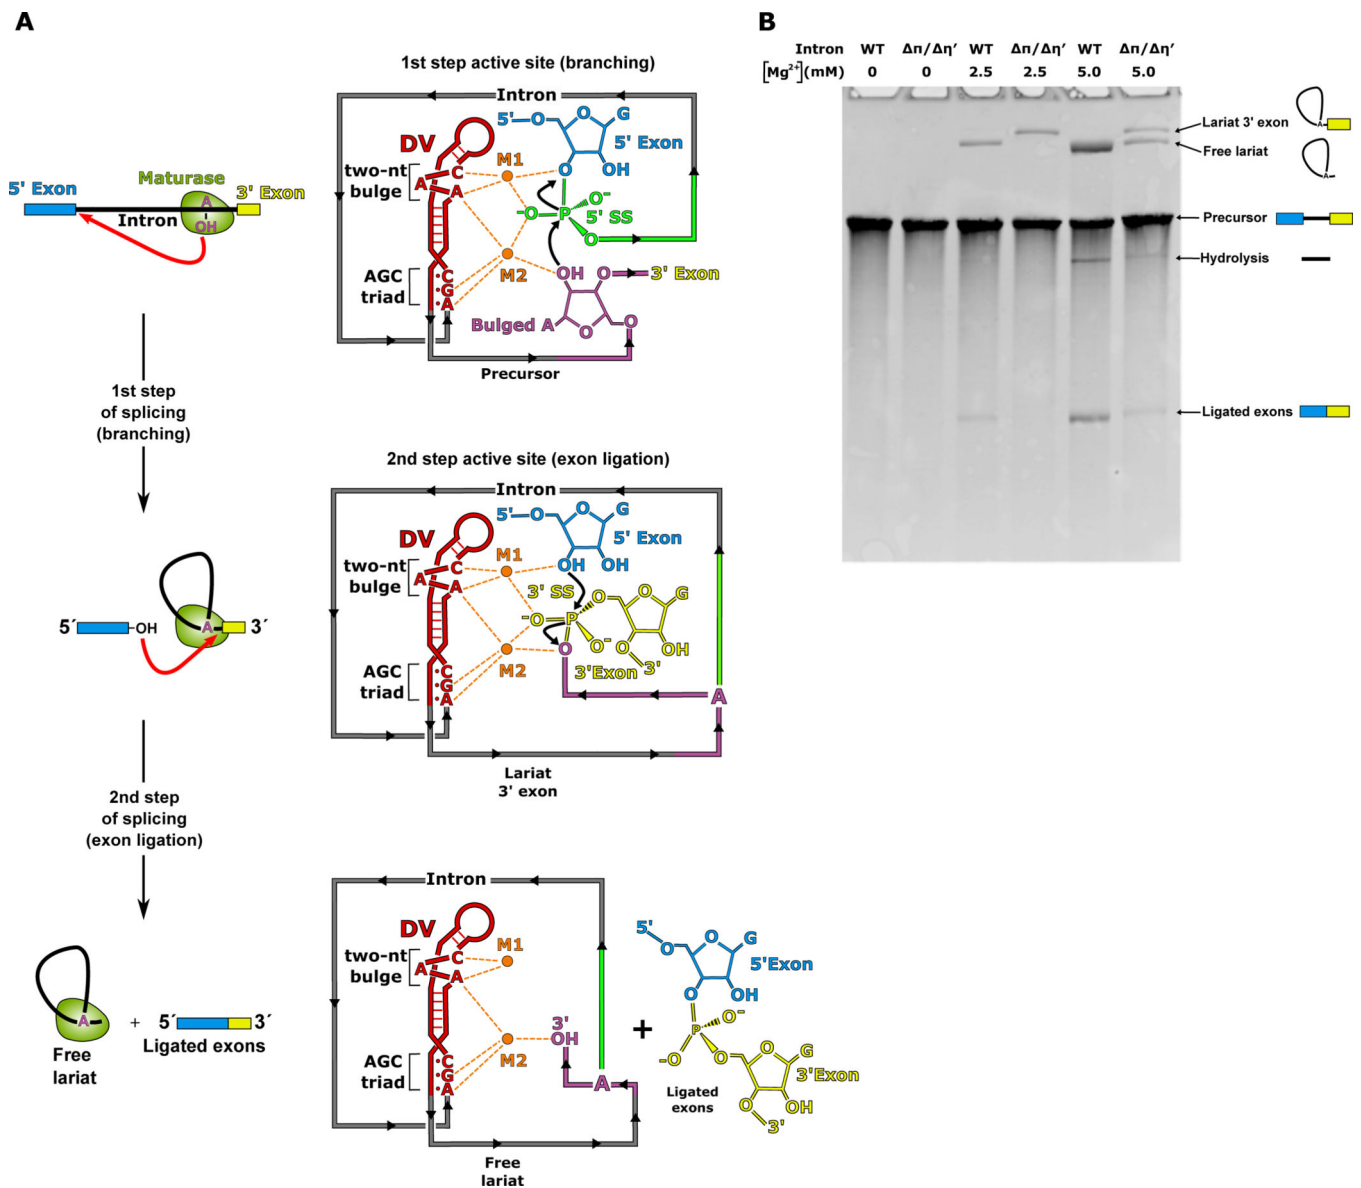 A
5' Exon
Maturase
3' Exon
A
OH
Intron
1st step
of splicing
(branching)
5´
OH
A
3´
2nd step
of splicing
(exon ligation)
A
Free
lariat
+
5´
3´
Ligated exons
1st step active site (branching)
Intron
5'
O
O
G
5' Exon
DV
two-nt
bulge
C
A
A
M1
O
OH
-O
P
O-
5' SS
O
M2
AGC
triad
C
G
A
OH
O
3' Exon
Bulged A
O
O
Precursor
2nd step active site (exon ligation)
Intron
5'
O
O
G
5' Exon
DV
two-nt
bulge
C
A
A
M1
OH
OH
3' SS
O
O
G
-O
P
O-
O
OH
O
3'
3'Exon
M2
AGC
triad
C
G
A
A
Lariat
3' exon
Intron
DV
two-nt
bulge
C
A
A
M1
M2
3'
OH
AGC
triad
C
G
A
A
Free
lariat
+
5'
O
O
G
5'Exon
O
OH
P
O-
-O
O
O
G
3'Exon
O
OH
3'
Ligated
exons
B
Intron WT Δπ/Δη′ WT Δπ/Δη′ WT Δπ/Δη′
[Mg2+](mM) 0 0 2.5 2.5 5.0 5.0
Lariat 3' exon
A
Free lariat
A
Precursor
Hydrolysis
Ligated exons